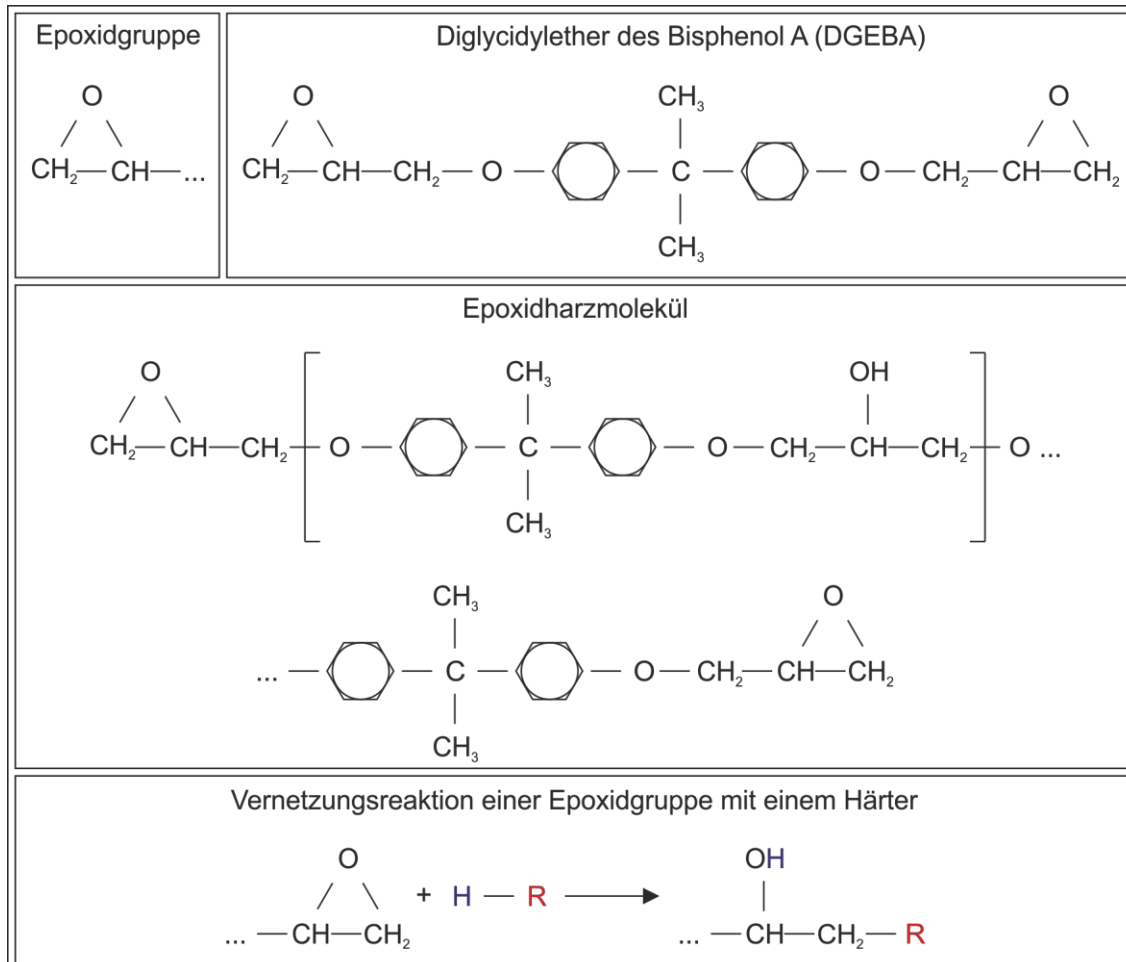 Epoxidgruppe
O
CH₂—CH—...
Diglycidylether des Bisphenol A (DGEBA)
O CH₃ O
CH₂—CH—CH₂—O— —C— —O—CH₂—CH—CH₂
CH₃
Epoxidharzmolekül
O CH₃ OH
CH₂—CH—CH₂—O— —C— —O—CH₂—CH—CH₂—O ...
CH₃
CH₃ O
... — —C— —O—CH₂—CH—CH₂
CH₃
Vernetzungsreaktion einer Epoxidgruppe mit einem Härter
O OH
... —CH—CH₂ + H — R → ... —CH—CH₂—R